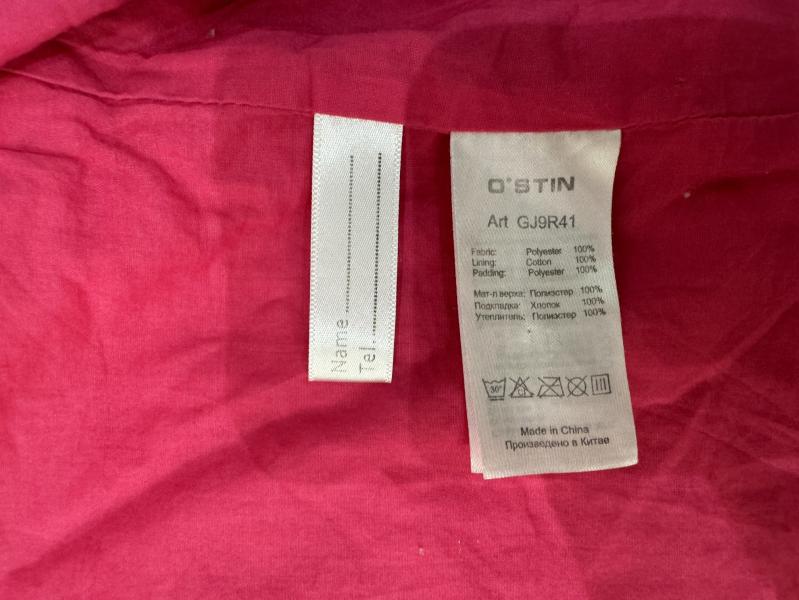 Name
Tel.
O'STIN
Art GJ9R41
Fabric: Polyester 100%
Lining: Cotton 100%
Padding: Polyester 100%
Мат-л верха: Полиэстер 100%
Подкладка: Хлопок 100%
Утеплитель: Полиэстер 100%
30°
Made in China
Произведено в Китае